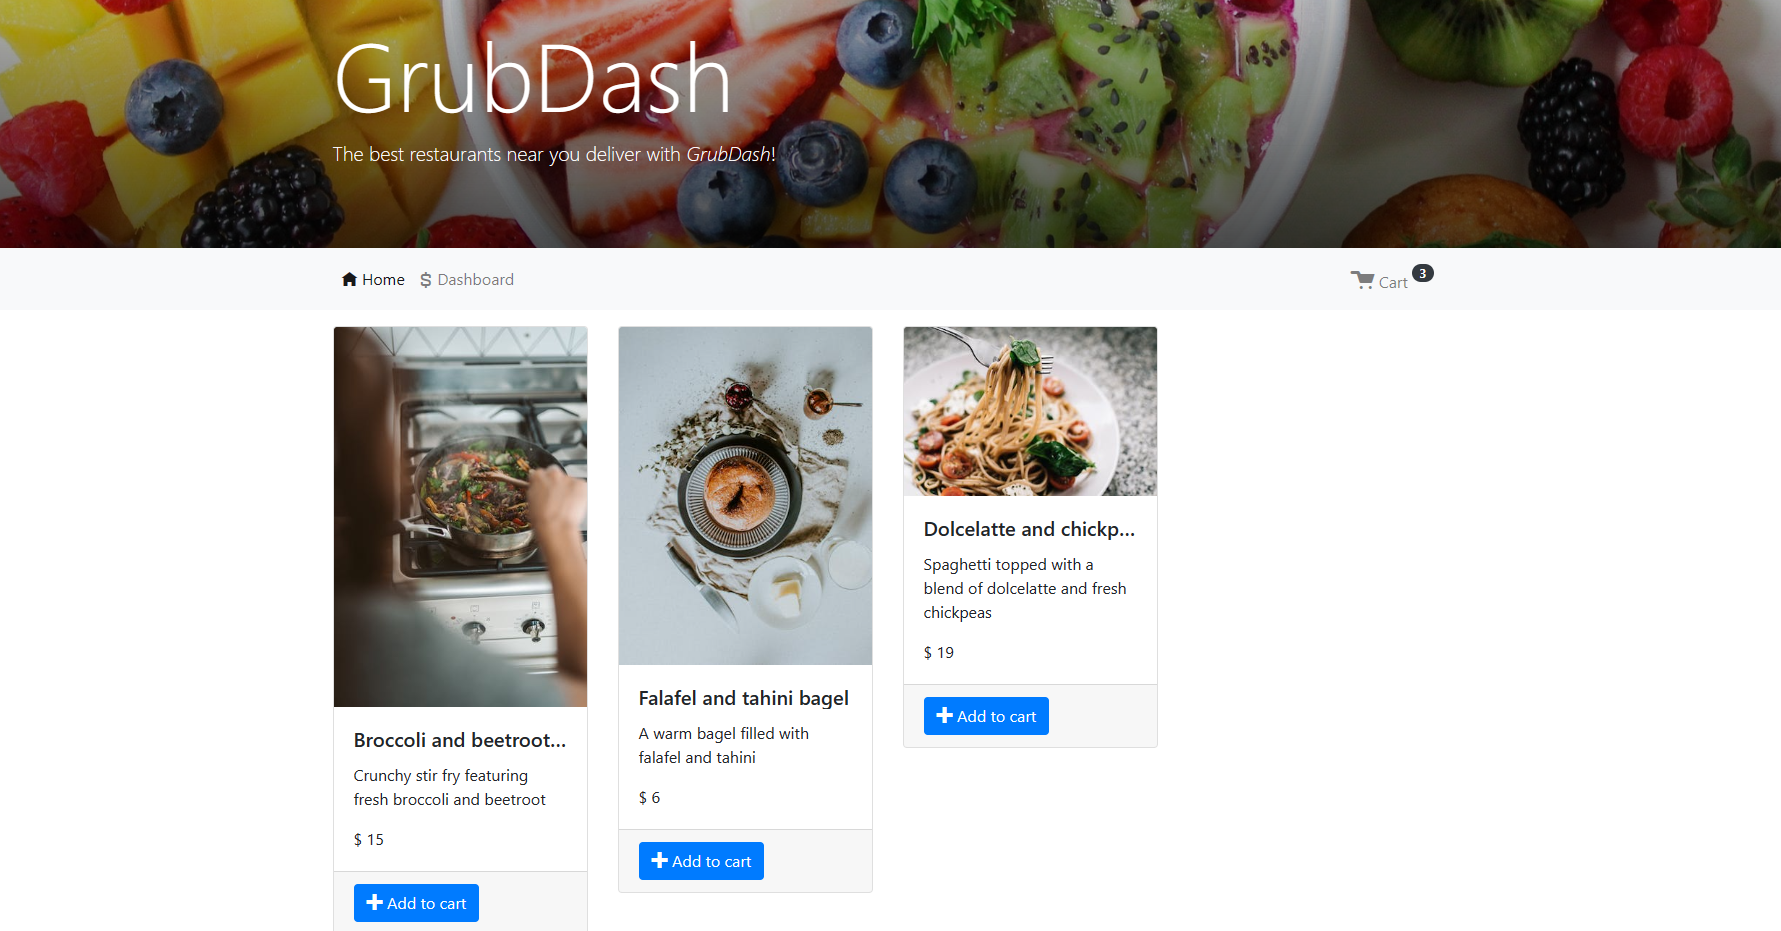 GrubDash
The best restaurants near you deliver with GrubDash!
Home
$ Dashboard
Cart 3
Broccoli and beetroot...
Crunchy stir fry featuring
fresh broccoli and beetroot
$ 15
Add to cart
Falafel and tahini bagel
A warm bagel filled with
falafel and tahini
$ 6
Add to cart
Dolcelatte and chickp...
Spaghetti topped with a
blend of dolcelatte and fresh
chickpeas
$ 19
Add to cart